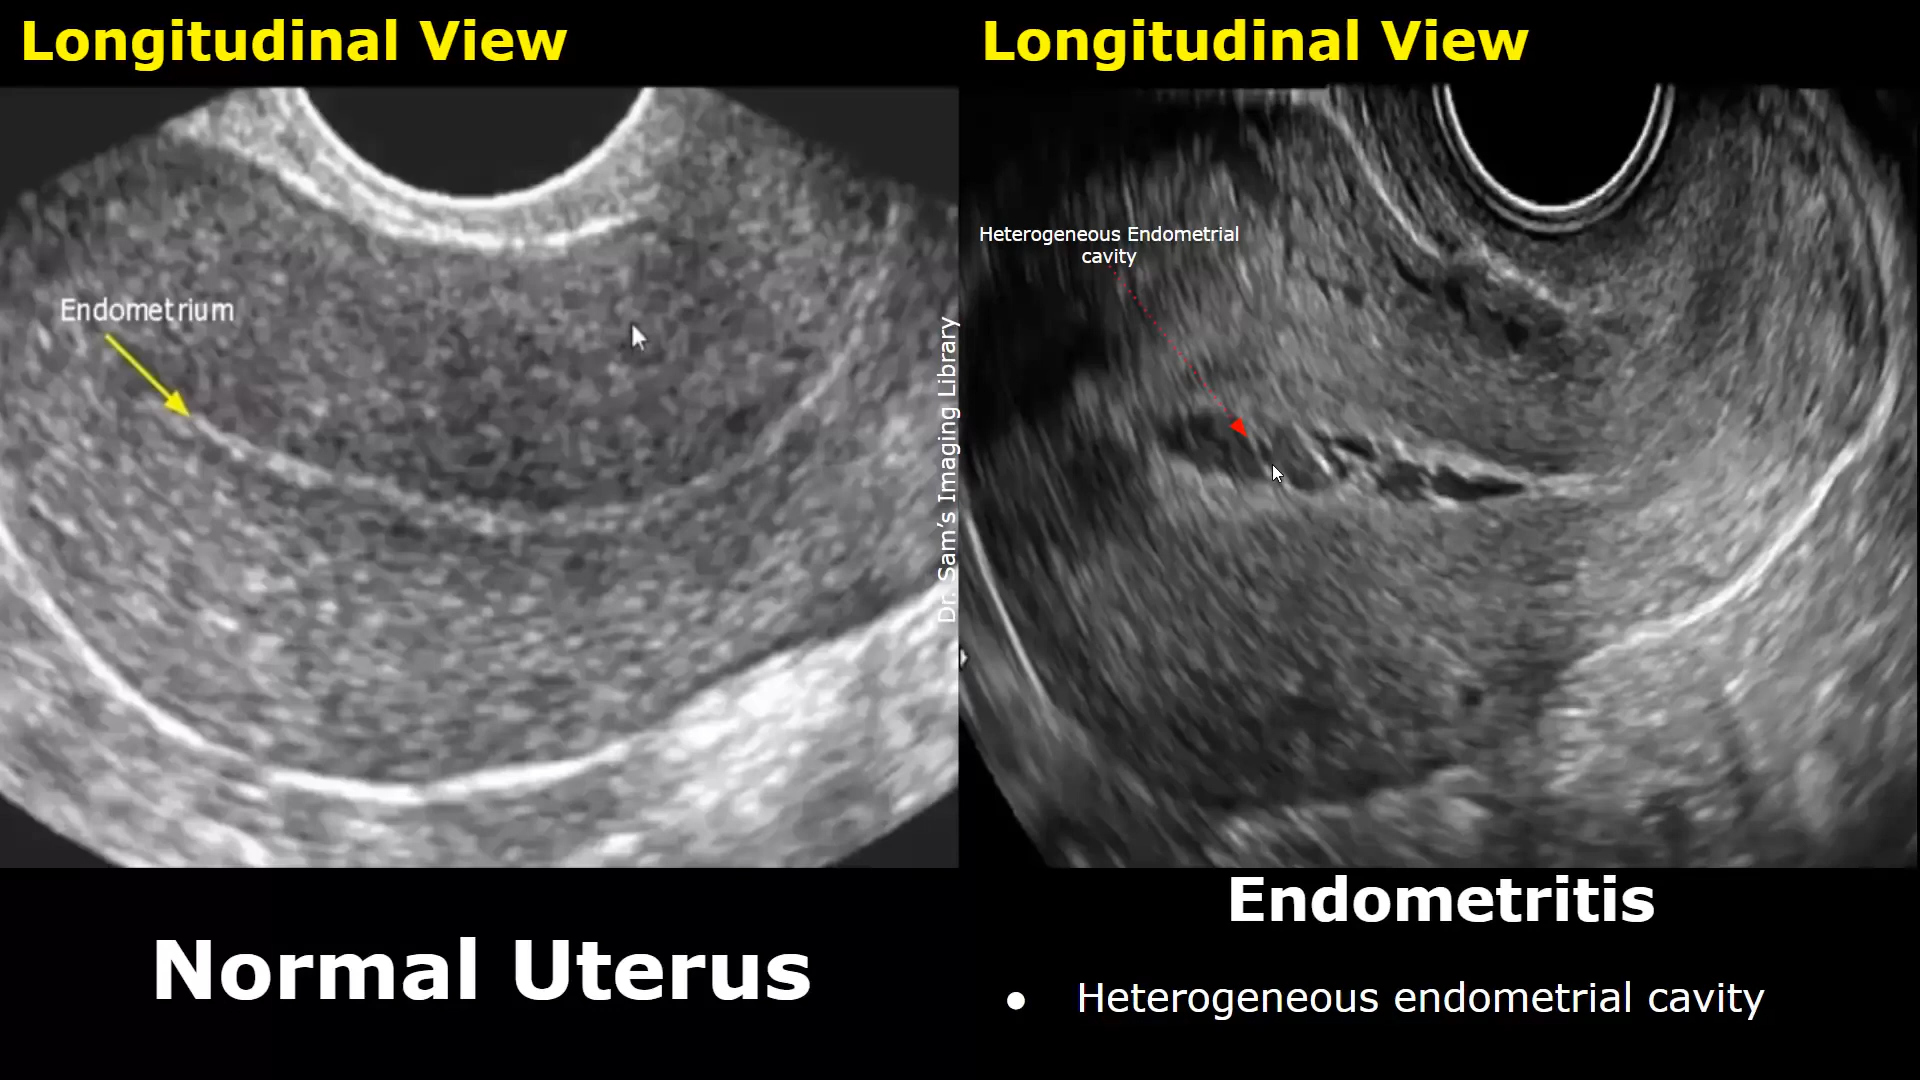 Longitudinal View
Endometrium
Normal Uterus
Dr. Sam's Imaging Library
Longitudinal View
Heterogeneous Endometrial
cavity
Endometritis
● Heterogeneous endometrial cavity